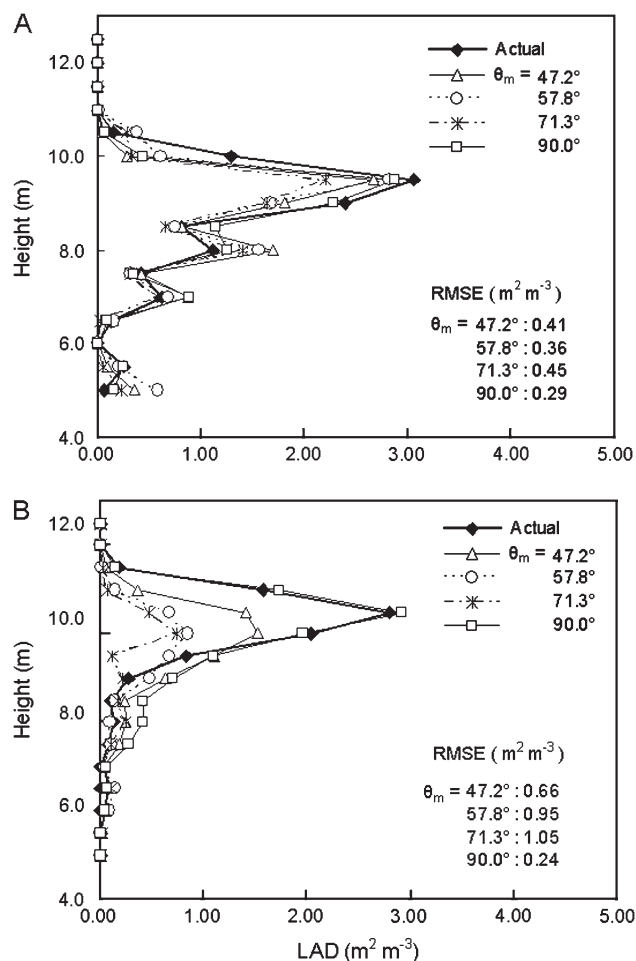 A
Height (m)
12.0
10.0
8.0
6.0
4.0
0.00 1.00 2.00 3.00 4.00 5.00
Actual
θm = 47.2°
57.8°
71.3°
90.0°
RMSE ( m² m⁻³ )
θm = 47.2° : 0.41
57.8° : 0.36
71.3° : 0.45
90.0° : 0.29
B
Height (m)
12.0
10.0
8.0
6.0
4.0
0.00 1.00 2.00 3.00 4.00 5.00
LAD (m² m⁻³)
Actual
θm = 47.2°
57.8°
71.3°
90.0°
RMSE ( m² m⁻³ )
θm = 47.2° : 0.66
57.8° : 0.95
71.3° : 1.05
90.0° : 0.24